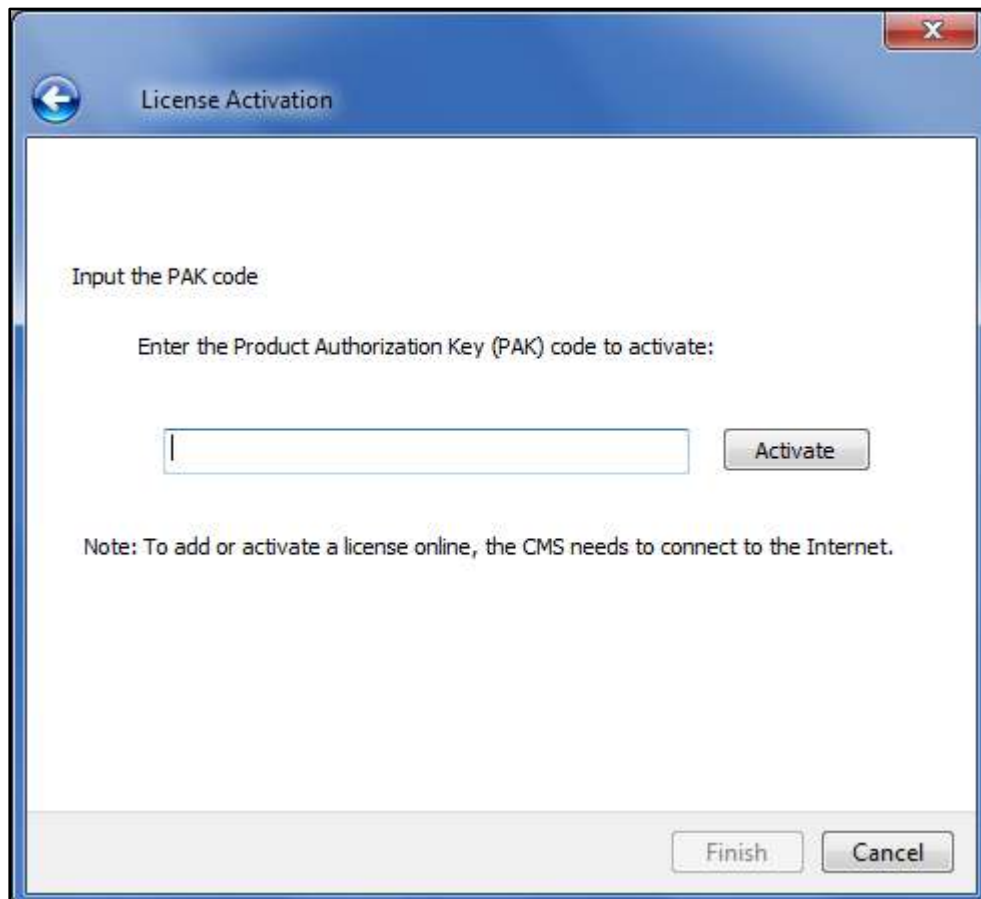 License Activation
Input the PAK code
Enter the Product Authorization Key (PAK) code to activate:
Activate
Note: To add or activate a license online, the CMS needs to connect to the Internet.
Finish
Cancel